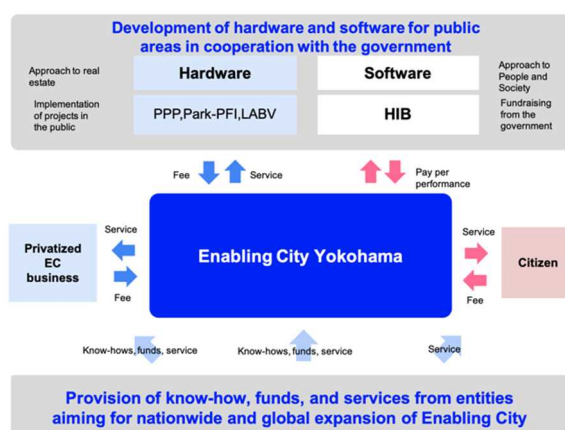 Development of hardware and software for public
areas in cooperation with the government
Approach to real
estate
Hardware
Software
Approach to
People and
Society
Implementation
of projects in
the public
PPP,Park-PFI,LABV
HIB
Fundraising
from the
government
Fee
Service
Pay per
performance
Service
Privatized
EC
business
Fee
Enabling City Yokohama
Service
Citizen
Fee
Know-hows, funds, service
Know-hows, funds, service
Service
Provision of know-how, funds, and services from entities
aiming for nationwide and global expansion of Enabling City